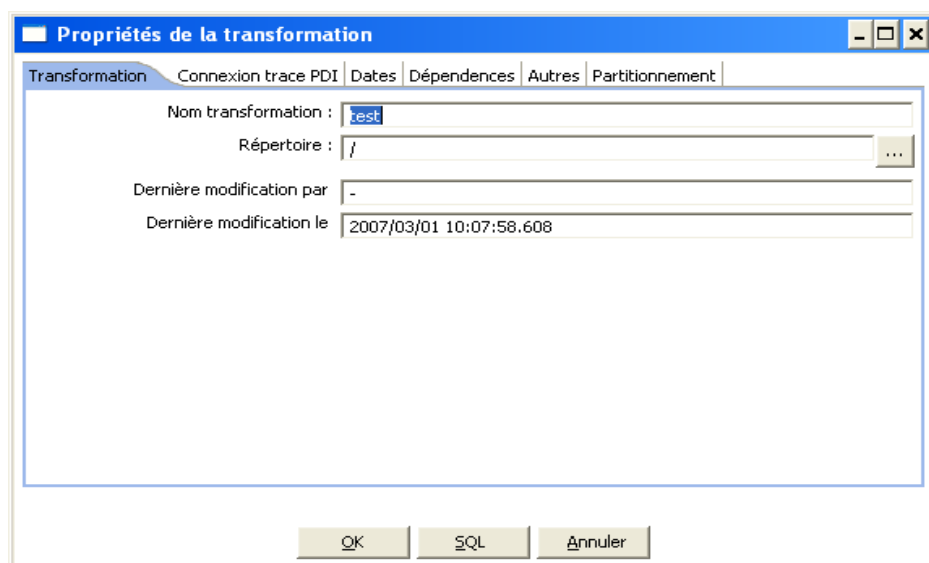 Propriétés de la transformation
Transformation Connexion trace PDI Dates Dépendences Autres Partitionnement
Nom transformation : test
Répertoire : / ...
Dernière modification par -
Dernière modification le 2007/03/01 10:07:58.608
OK SQL Annuler